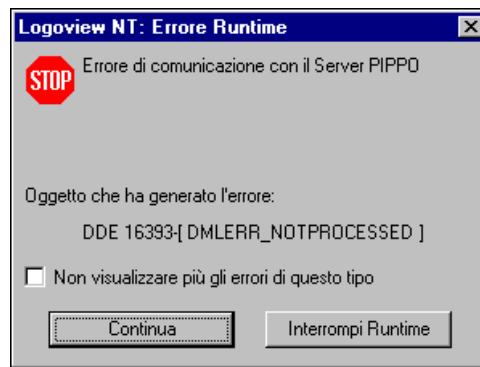 Logoview NT: Errore Runtime
STOP
Errore di comunicazione con il Server PIPPO
Oggetto che ha generato l'errore:
DDE 16393-[ DMLERR_NOTPROCESSED ]
Non visualizzare più gli errori di questo tipo
Continua
Interrompi Runtime